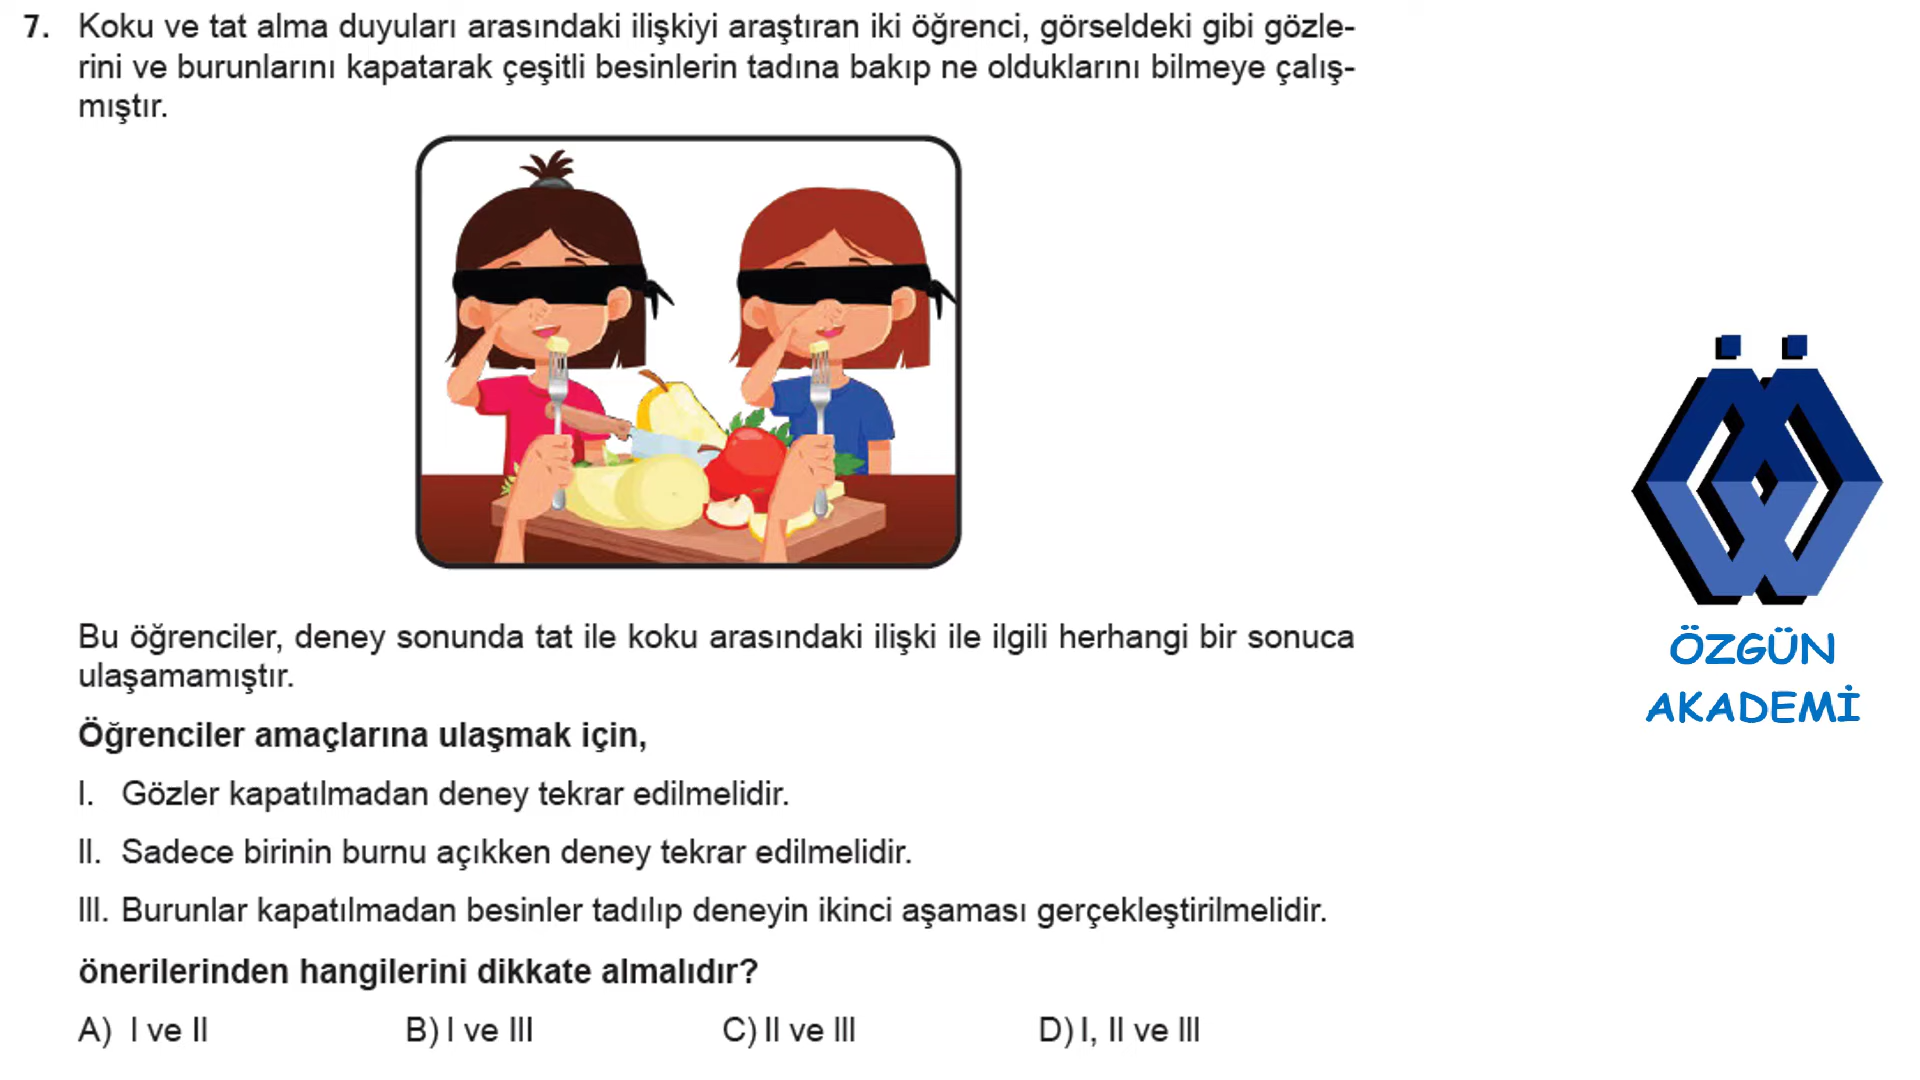 7. Koku ve tat alma duyuları arasındaki ilişkiyi araştıran iki öğrenci, görseldeki gibi gözle-
rini ve burunlarını kapatarak çeşitli besinlerin tadına bakıp ne olduklarını bilmeye çalış-
mıştır.
Bu öğrenciler, deney sonunda tat ile koku arasındaki ilişki ile ilgili herhangi bir sonuca
ulaşamamıştır.
Öğrenciler amaçlarına ulaşmak için,
I. Gözler kapatılmadan deney tekrar edilmelidir.
II. Sadece birinin burnu açıkken deney tekrar edilmelidir.
III. Burunlar kapatılmadan besinler tadılıp deneyin ikinci aşaması gerçekleştirilmelidir.
önerilerinden hangilerini dikkate almalıdır?
A) I ve II B) I ve III C) II ve III D) I, II ve III
ÖZGÜN
AKADEMİ